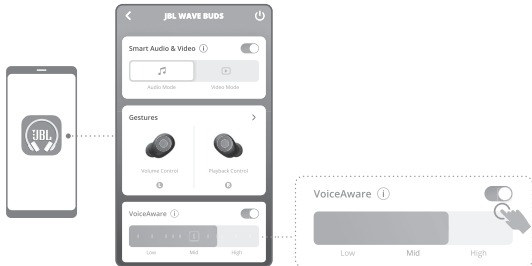 JBL
JBL WAVE BUDS
Smart Audio & Video i
Audio Mode
Video Mode
Gestures
Volume Control
Playback Control
L
R
VoiceAware i
Low
Mid
High
VoiceAware i
Low
Mid
High